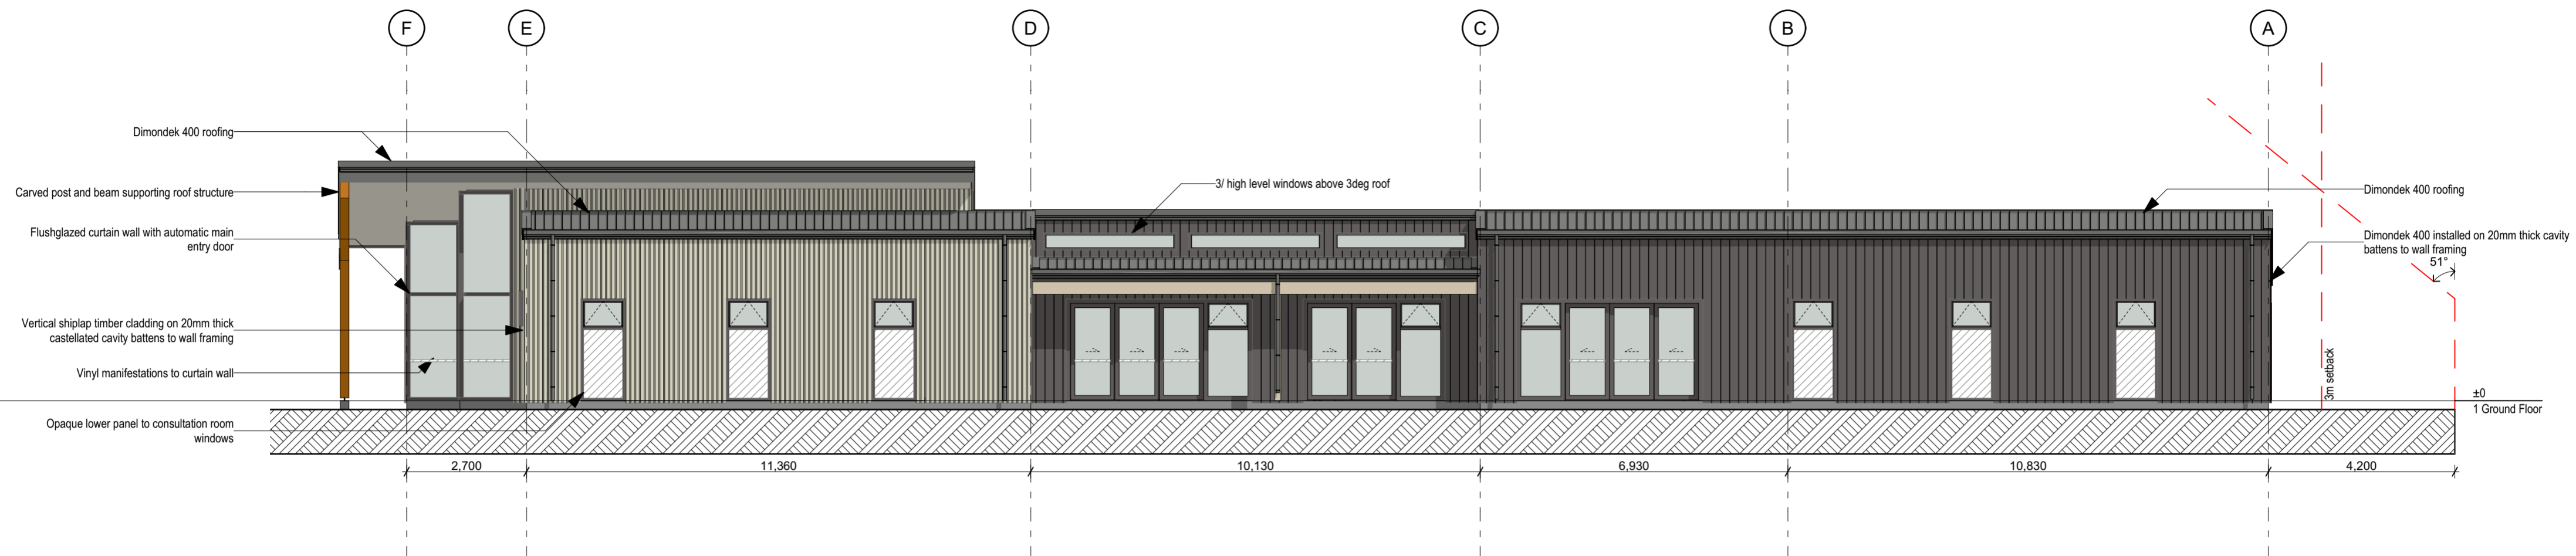 F
E
D
C
B
A
Dimondek 400 roofing
Carved post and beam supporting roof structure
Flushglazed curtain wall with automatic main
entry door
Vertical shiplap timber cladding on 20mm thick
castellated cavity battens to wall framing
Vinyl manifestations to curtain wall
Opaque lower panel to consultation room
windows
3/ high level windows above 3deg roof
Dimondek 400 roofing
Dimondek 400 installed on 20mm thick cavity
battens to wall framing
51°
3m setback
±0
1 Ground Floor
2,700
11,360
10,130
6,930
10,830
4,200